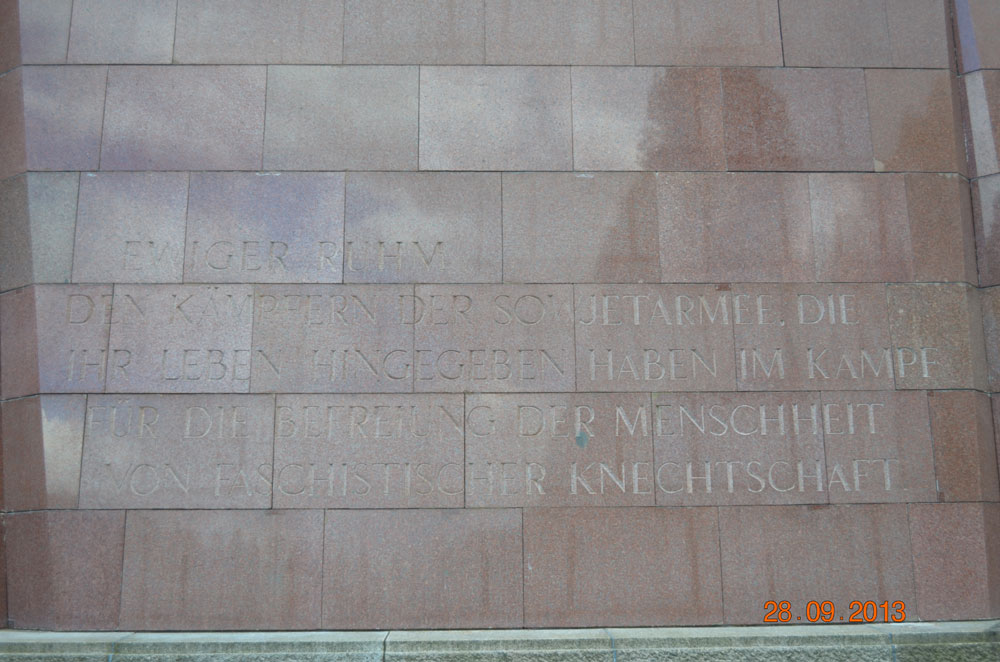 EWIGER RUHM
DEN KÄMPFERN DER SOWJETARMEE, DIE
IHR LEBEN HINGEGEBEN HABEN IM KAMPF
FÜR DIE BEFREIUNG DER MENSCHHEIT
VON FASCHISTISCHER KNECHTSCHAFT.
28.09.2013